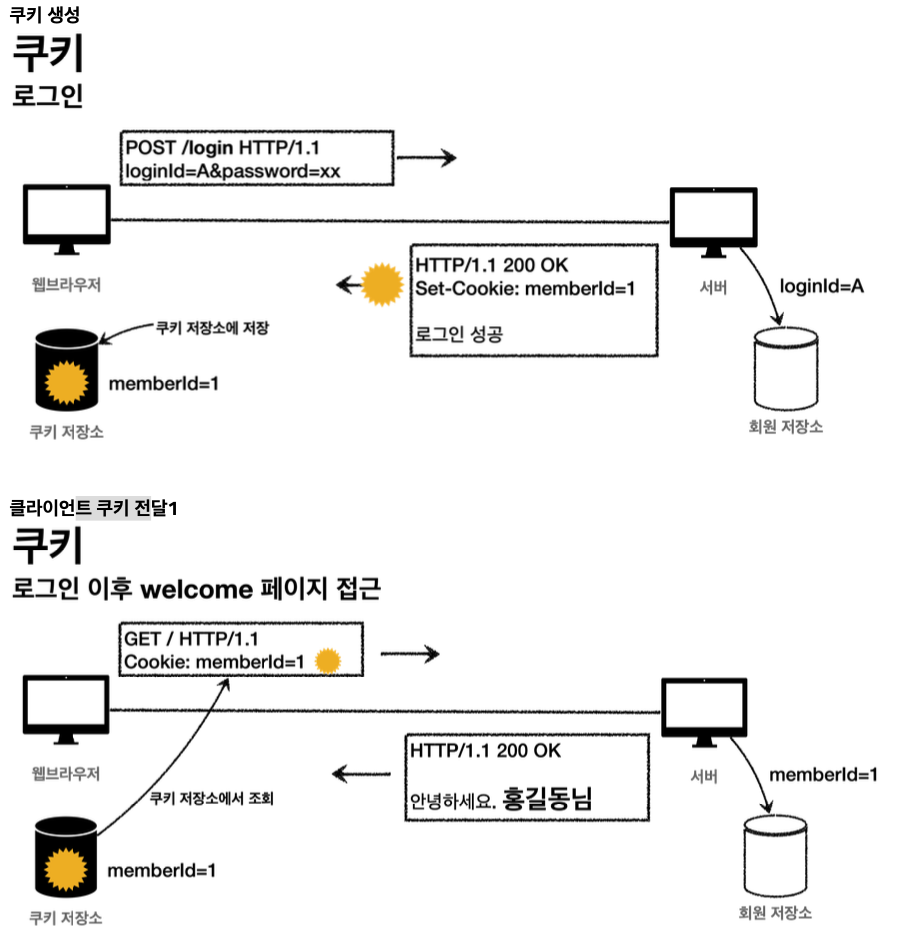 쿠키 생성
쿠키
로그인
POST /login HTTP/1.1
loginId=A&password=xx
웹브라우저
HTTP/1.1 200 OK
Set-Cookie: memberId=1
로그인 성공
서버
loginId=A
쿠키 저장소에 저장
memberId=1
쿠키 저장소
회원 저장소
클라이언트 쿠키 전달1
쿠키
로그인 이후 welcome 페이지 접근
GET / HTTP/1.1
Cookie: memberId=1
웹브라우저
HTTP/1.1 200 OK
안녕하세요. 홍길동님
서버
memberId=1
쿠키 저장소에서 조회
memberId=1
쿠키 저장소
회원 저장소